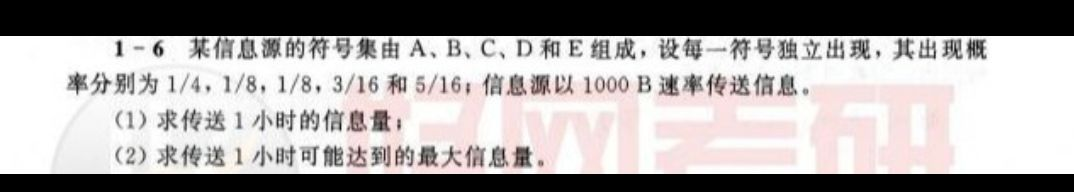 1-6 某信息源的符号集由 A、B、C、D 和 E 组成，设每一符号独立出现，其出现概
率分别为 1/4，1/8，1/8，3/16 和 5/16；信息源以 1000 B 速率传送信息。
（1）求传送 1 小时的信息量；
（2）求传送 1 小时可能达到的最大信息量。